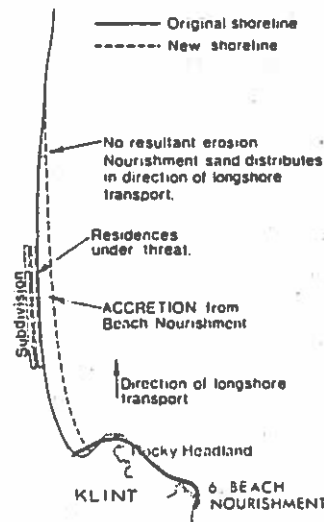 Original shoreline
New shoreline
No resultant erosion
Nourishment sand distributes
in direction of longshore
transport.
Residences
under threat.
Subdivision
ACCRETION from
Beach Nourishment
Direction of longshore
transport
Rocky Headland
KLINT
6. BEACH
NOURISHMENT